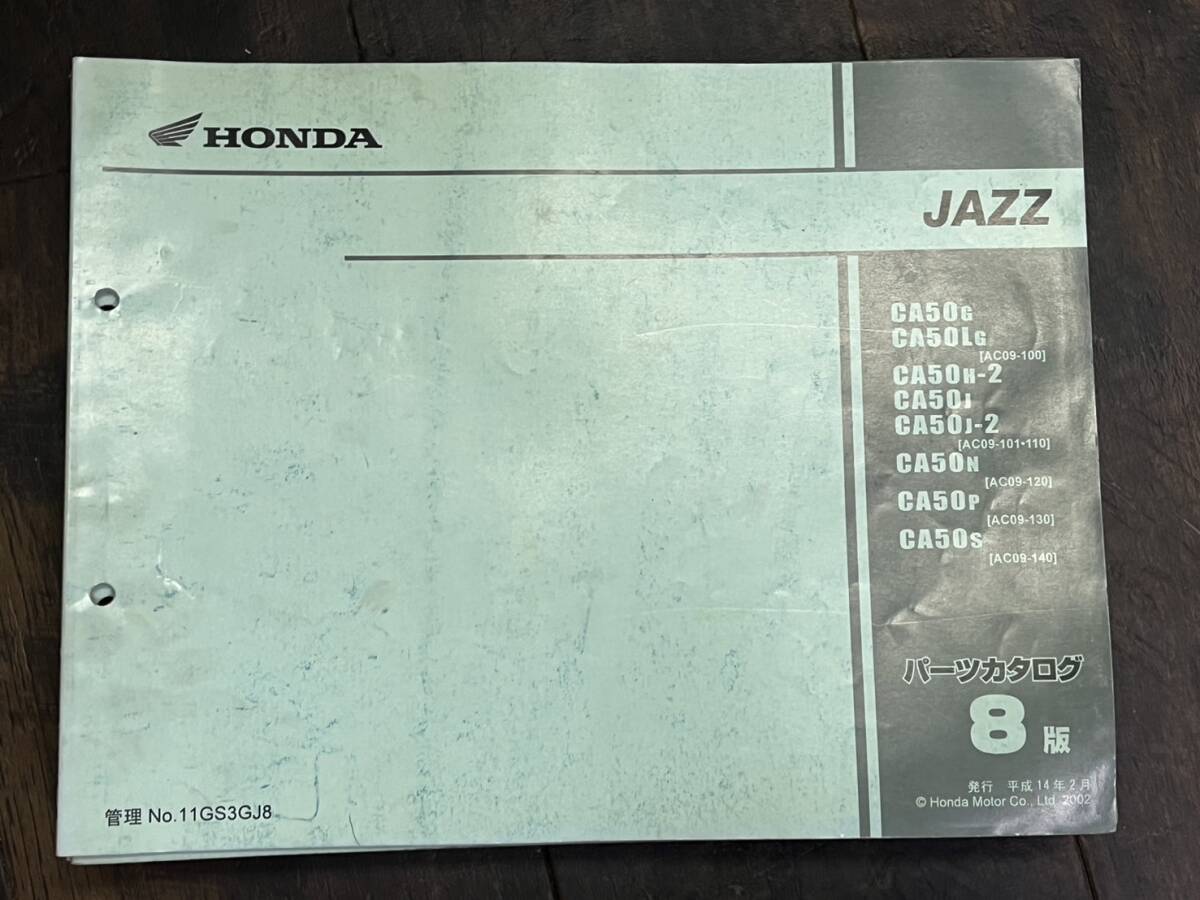 HONDA
JAZZ
CA50G
CA50LG
[AC09-100]
CA50H-2
CA50J
CA50J-2
[AC09-101・110]
CA50N
[AC09-120]
CA50P
[AC09-130]
CA50S
[AC09-140]
パーツカタログ
8版
発行 平成14年2月
© Honda Motor Co., Ltd. 2002
管理 No.11GS3GJ8